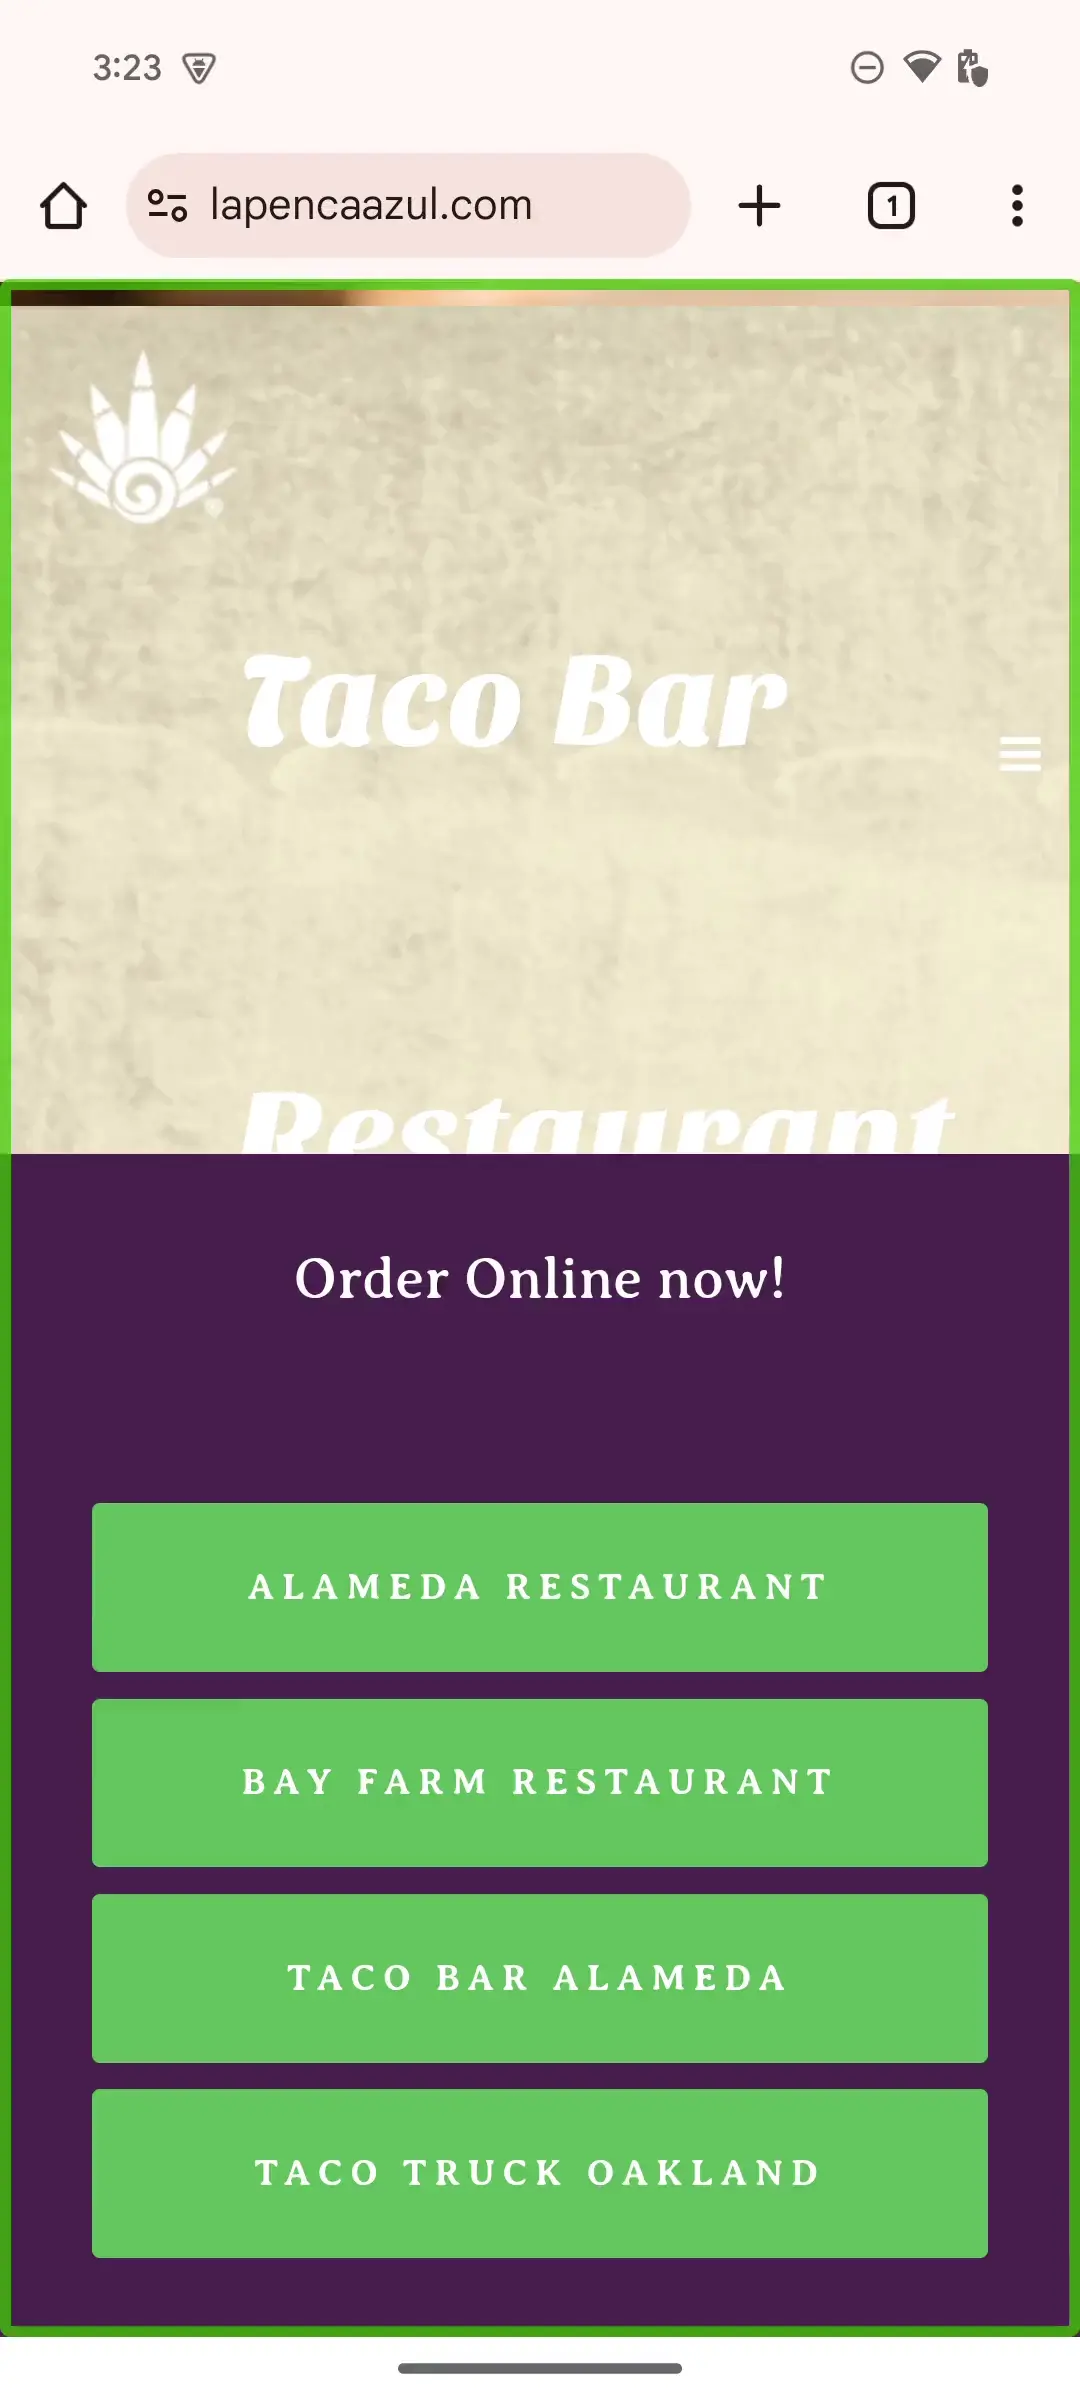 3:23
lapencaazul.com
1
Taco Bar
Restaurant
Order Online now!
ALAMEDA RESTAURANT
BAY FARM RESTAURANT
TACO BAR ALAMEDA
TACO TRUCK OAKLAND